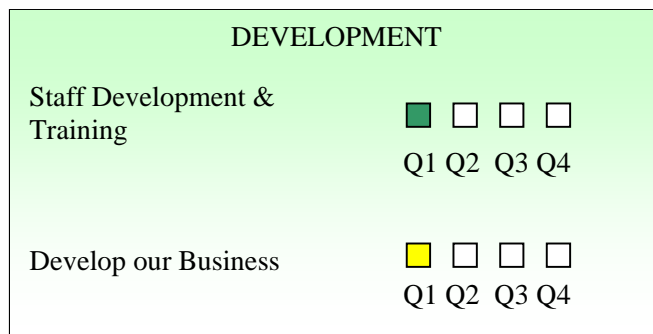 DEVELOPMENT
Staff Development &
Training
Q1 Q2 Q3 Q4
Develop our Business
Q1 Q2 Q3 Q4